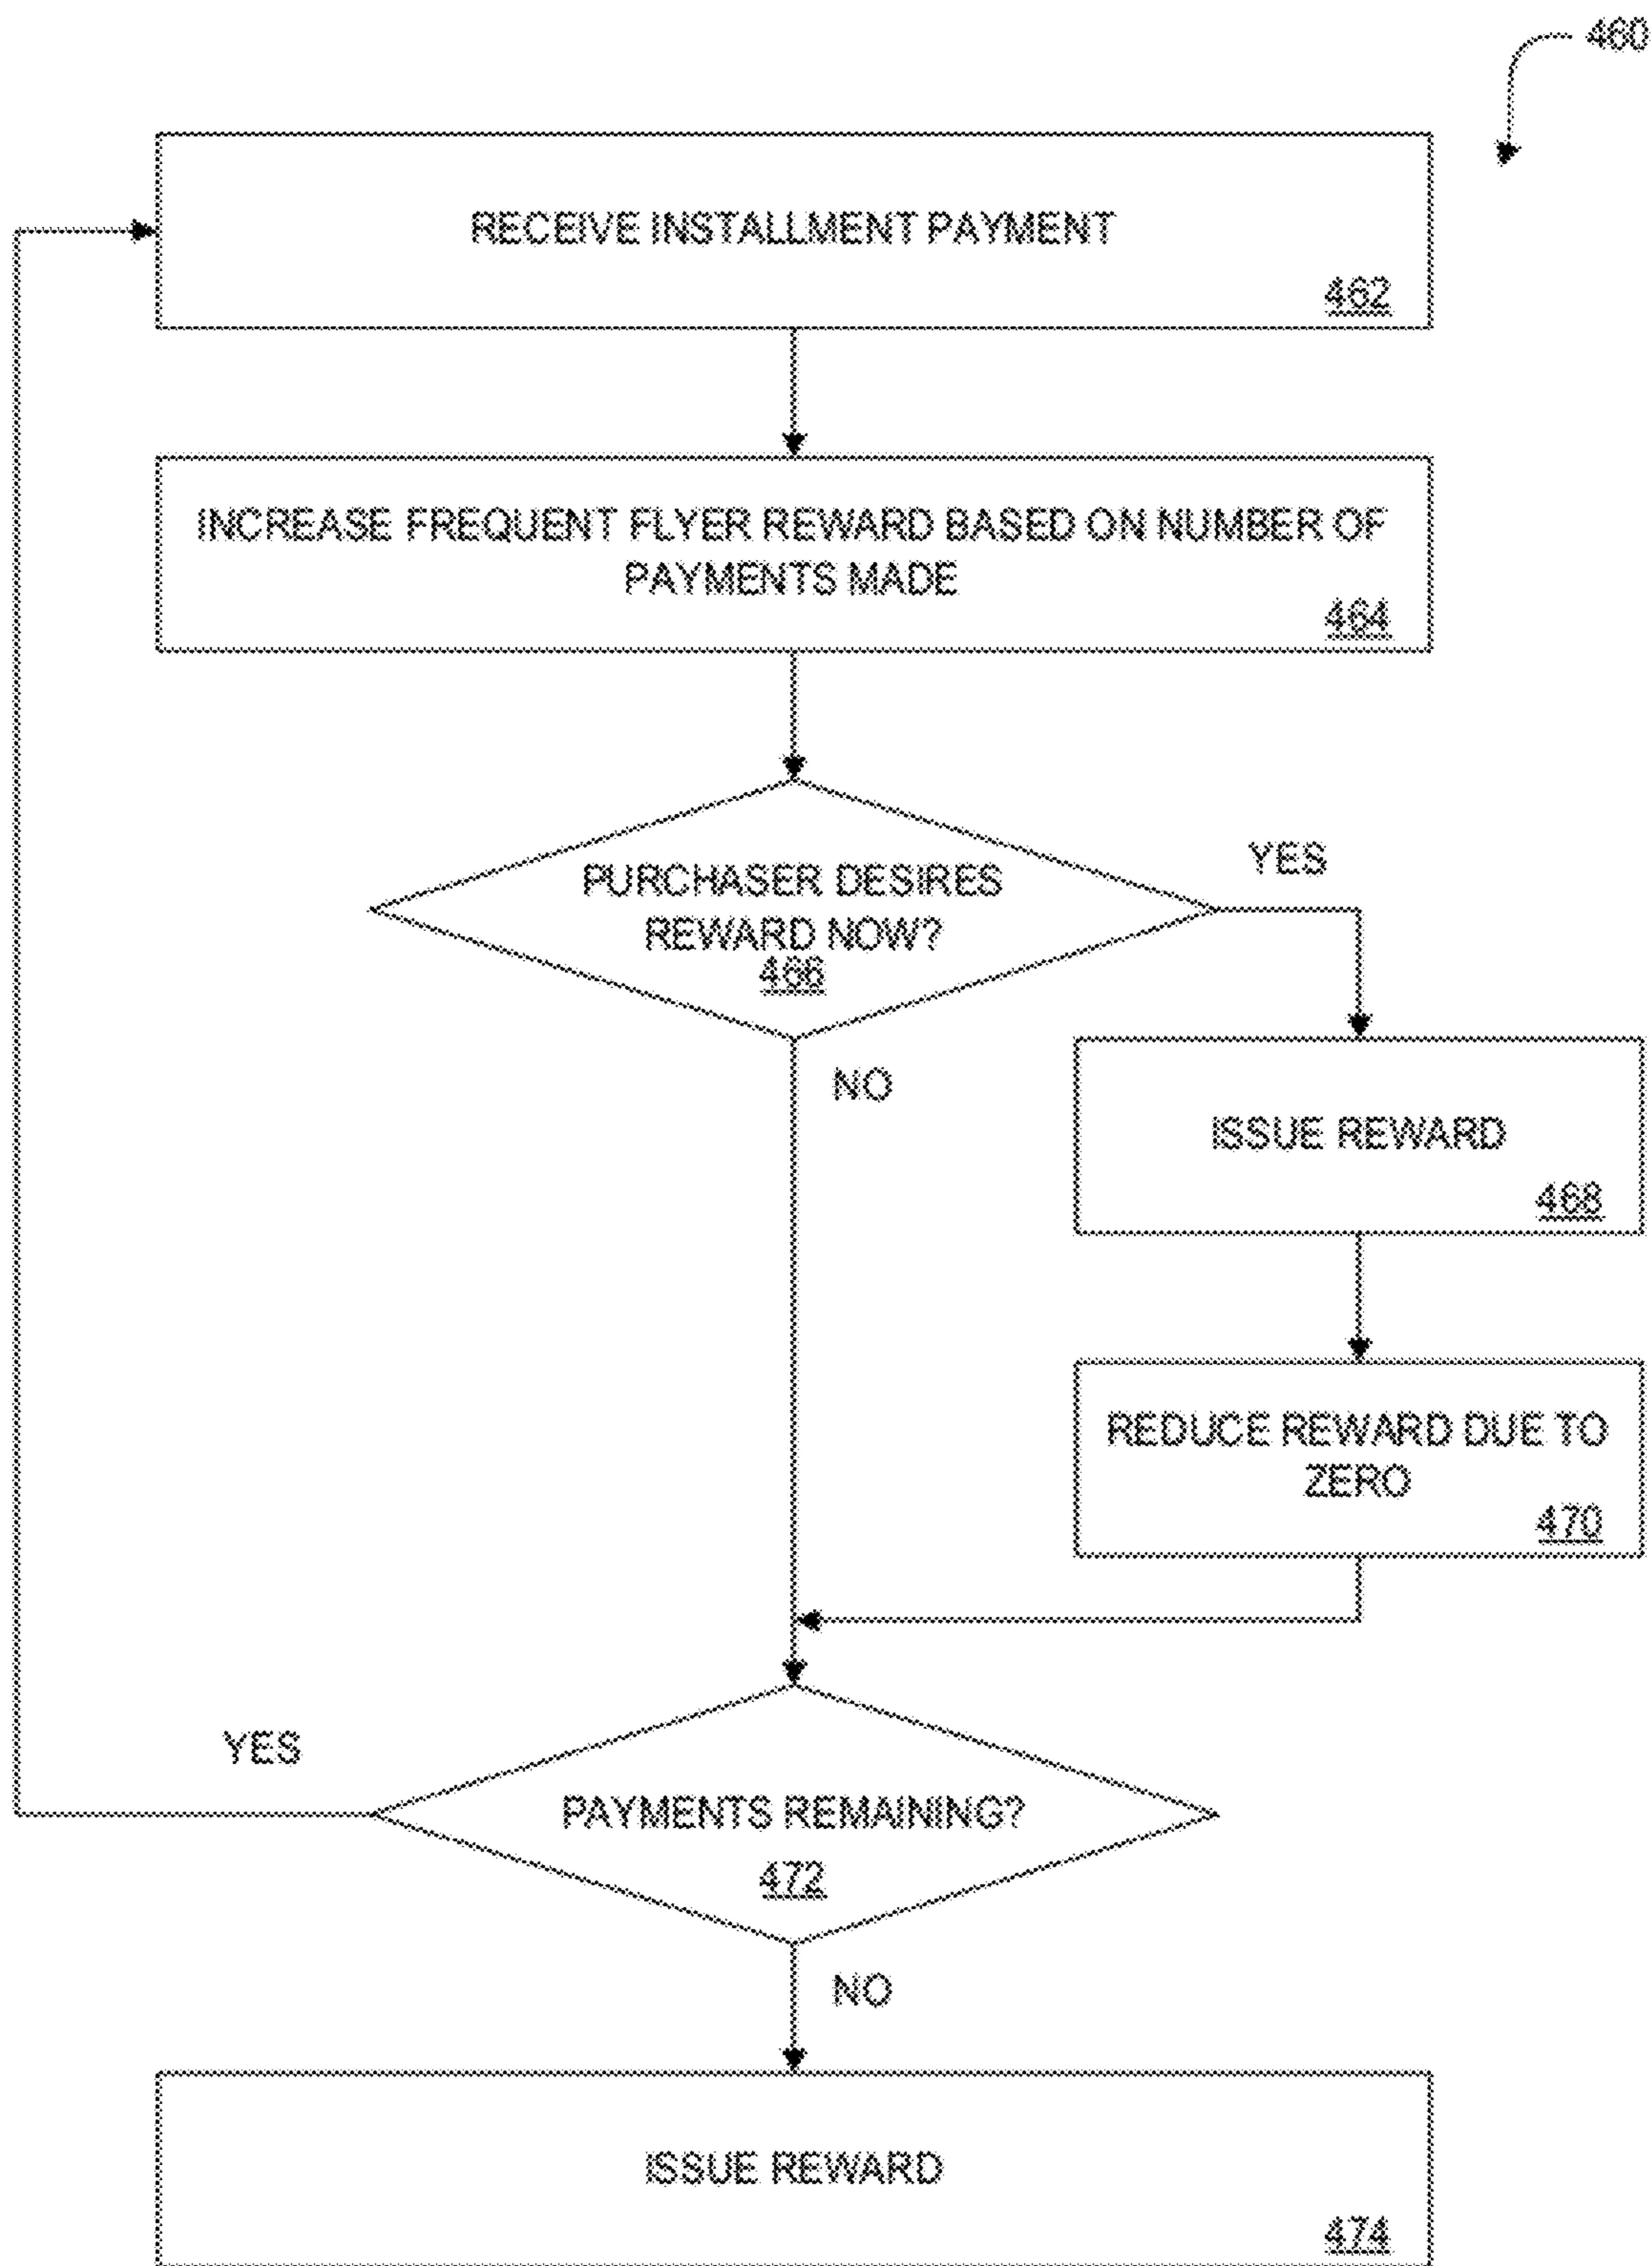 460
RECEIVE INSTALLMENT PAYMENT
462
INCREASE FREQUENT FLYER REWARD BASED ON NUMBER OF
PAYMENTS MADE
464
YES
PURCHASER DESIRES
REWARD NOW?
466
NO
ISSUE REWARD
468
REDUCE REWARD DUE TO
ZERO
470
YES
PAYMENTS REMAINING?
472
NO
ISSUE REWARD
474